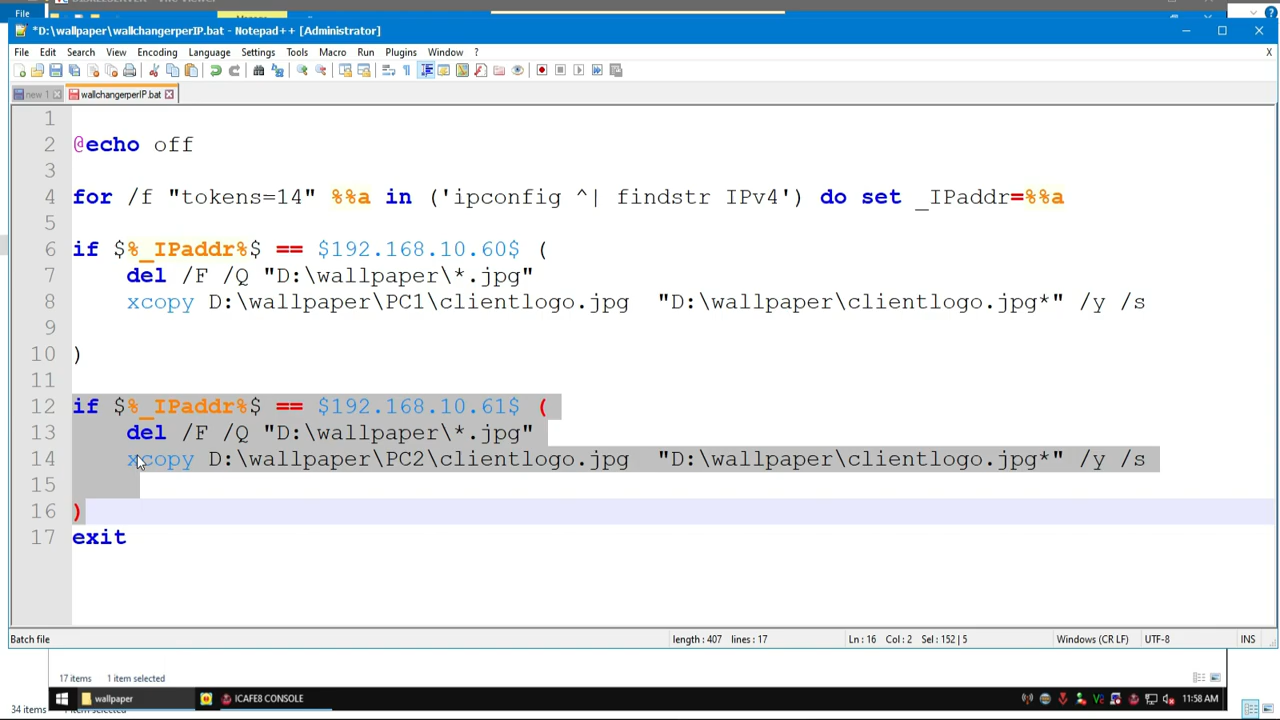 File
*D:\wallpaper\wallchangerperIP.bat - Notepad++ [Administrator]
File Edit Search View Encoding Language Settings Tools Macro Run Plugins Window ? X
new 1 wallchangerperIP.bat
1
2 @echo off
3
4 for /f "tokens=14" %%a in ('ipconfig ^| findstr IPv4') do set _IPaddr=%%a
5
6 if $%_IPaddr%$ == $192.168.10.60$ (
7 del /F /Q "D:\wallpaper\*.jpg"
8 xcopy D:\wallpaper\PC1\clientlogo.jpg "D:\wallpaper\clientlogo.jpg*" /y /s
9
10 )
11
12 if $%_IPaddr%$ == $192.168.10.61$ (
13 del /F /Q "D:\wallpaper\*.jpg"
14 xcopy D:\wallpaper\PC2\clientlogo.jpg "D:\wallpaper\clientlogo.jpg*" /y /s
15
16 )
17 exit
Batch file length : 407 lines : 17 Ln : 16 Col : 2 Sel : 152 | 5 Windows (CR LF) UTF-8 INS
17 items 1 item selected
wallpaper ICAFE8 CONSOLE 11:58 AM
34 items